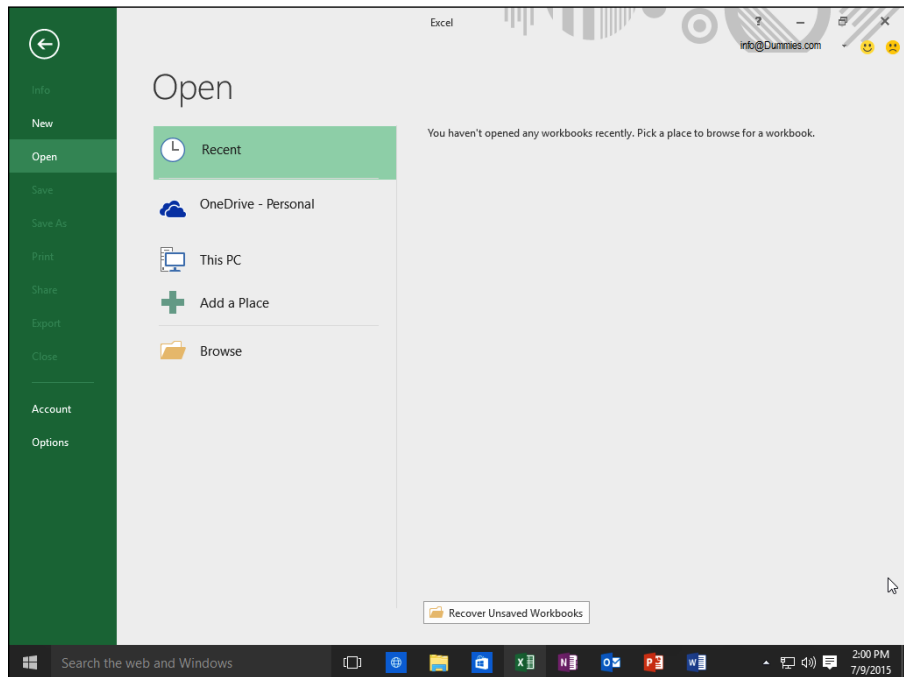 Excel
?
info@Dummies.com
Info
New
Open
Save
Save As
Print
Share
Export
Close
Account
Options
Open
Recent
OneDrive - Personal
This PC
Add a Place
Browse
You haven't opened any workbooks recently. Pick a place to browse for a workbook.
Recover Unsaved Workbooks
Search the web and Windows
X
N
O
P
W
2:00 PM
7/9/2015